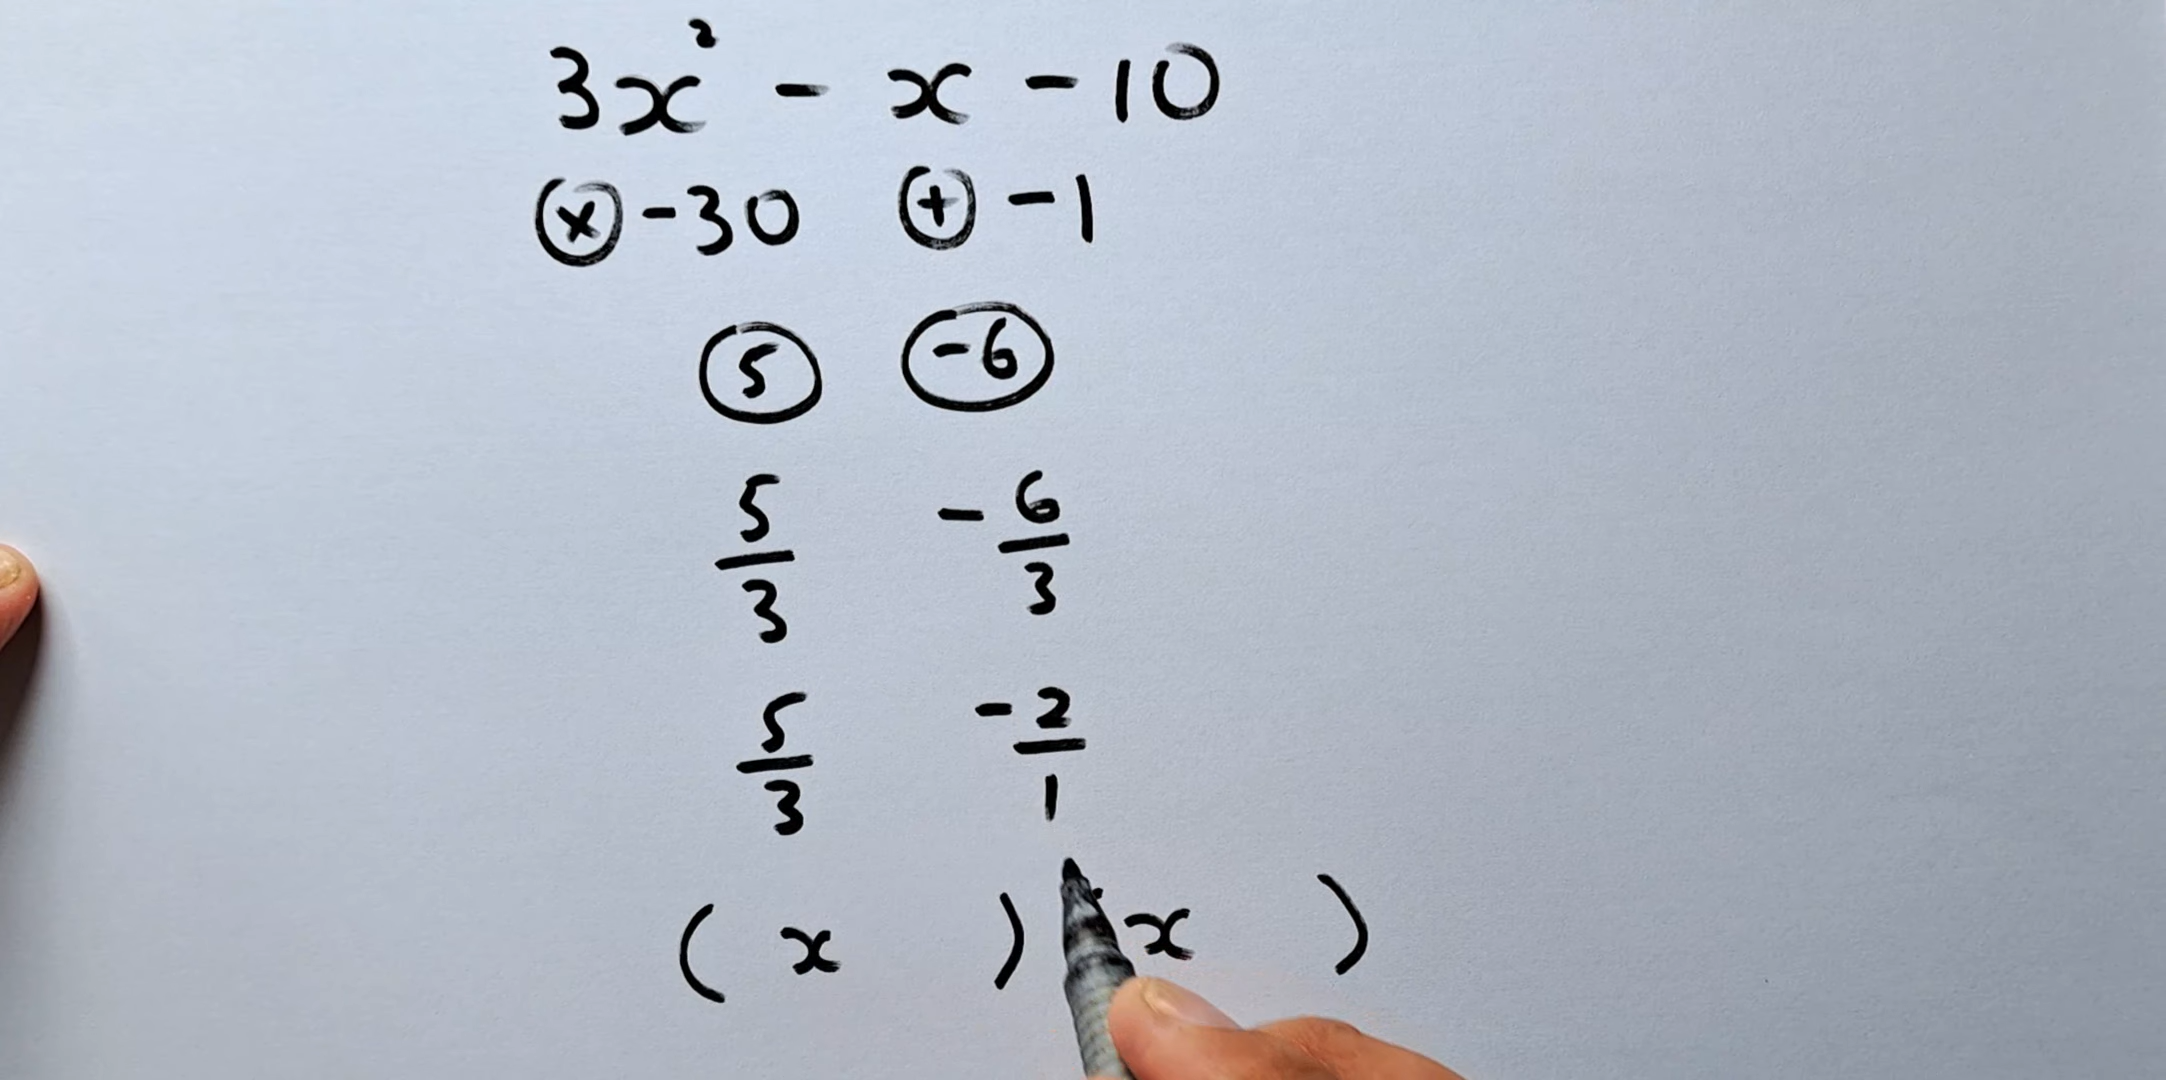 3x² - x - 10
⊗ -30 ⊕ -1
5 -6
5/3 -6/3
5/3 -2/1
( x ) x )